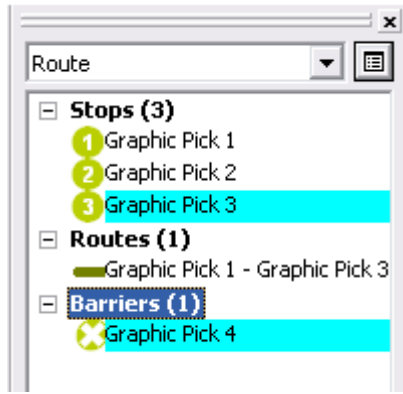 Route
Stops (3)
1 Graphic Pick 1
2 Graphic Pick 2
3 Graphic Pick 3
Routes (1)
Graphic Pick 1 - Graphic Pick 3
Barriers (1)
Graphic Pick 4